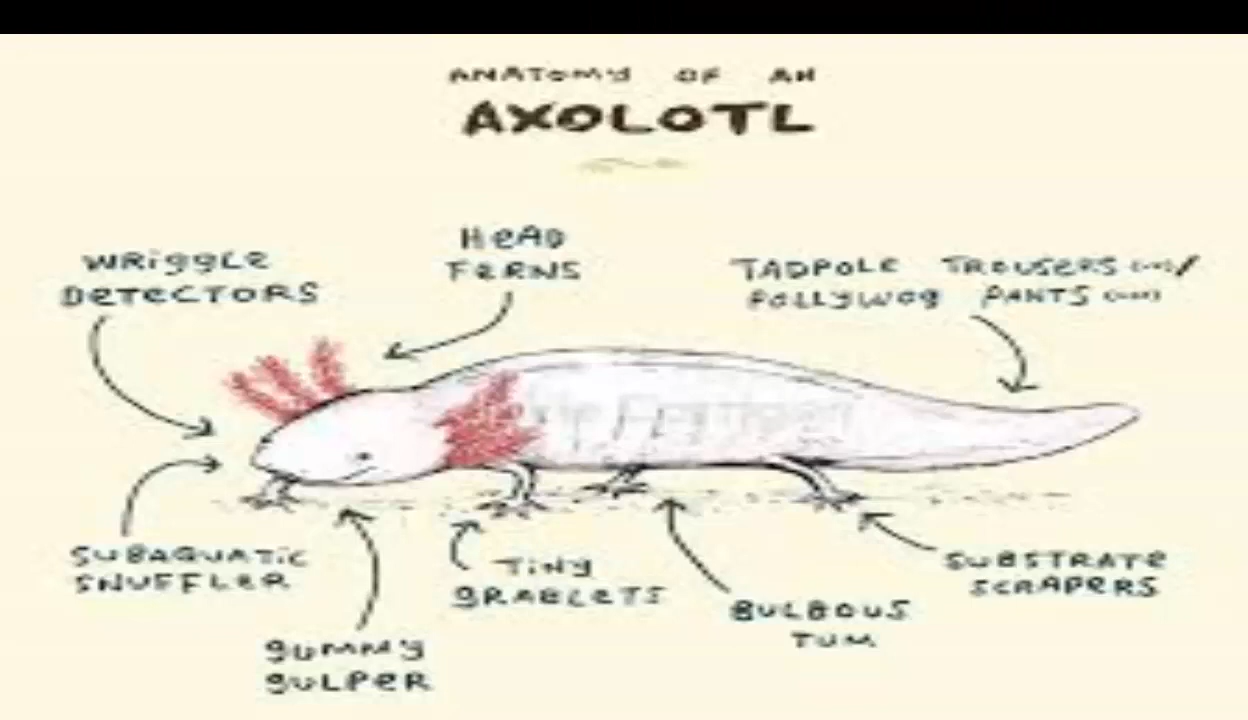 ANATOMY OF AN
AXOLOTL
WRiggLE
DETECTORS
HeAD
FERNS
TADPOLE TROUSERS
POLLYWOg PANTS
SUBAQUATiC
SNUFFLER
gUMMY
gULPeR
TiNY
gRABLETS
BULBOUS
TUM
SUBSTRATE
SCRAPERS